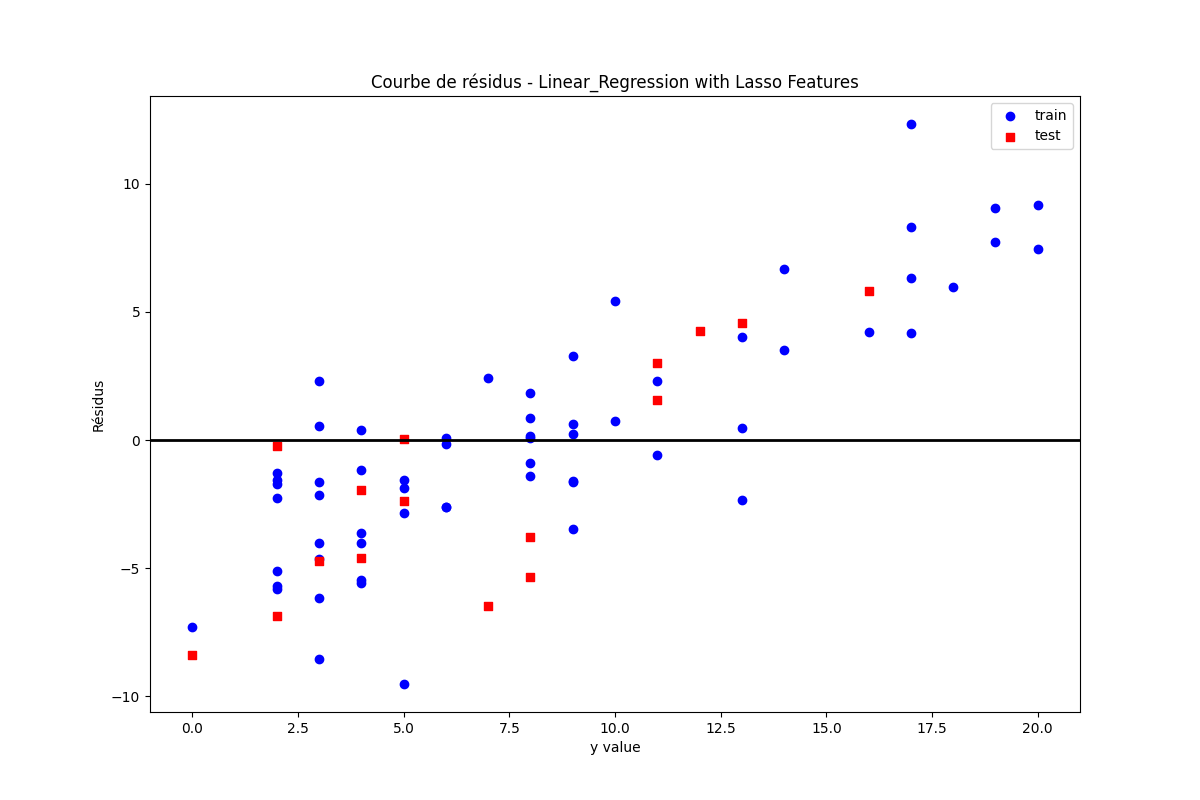 Courbe de résidus - Linear_Regression with Lasso Features
train
test
Résidus
10
5
0
−5
−10
0.0 2.5 5.0 7.5 10.0 12.5 15.0 17.5 20.0
y value